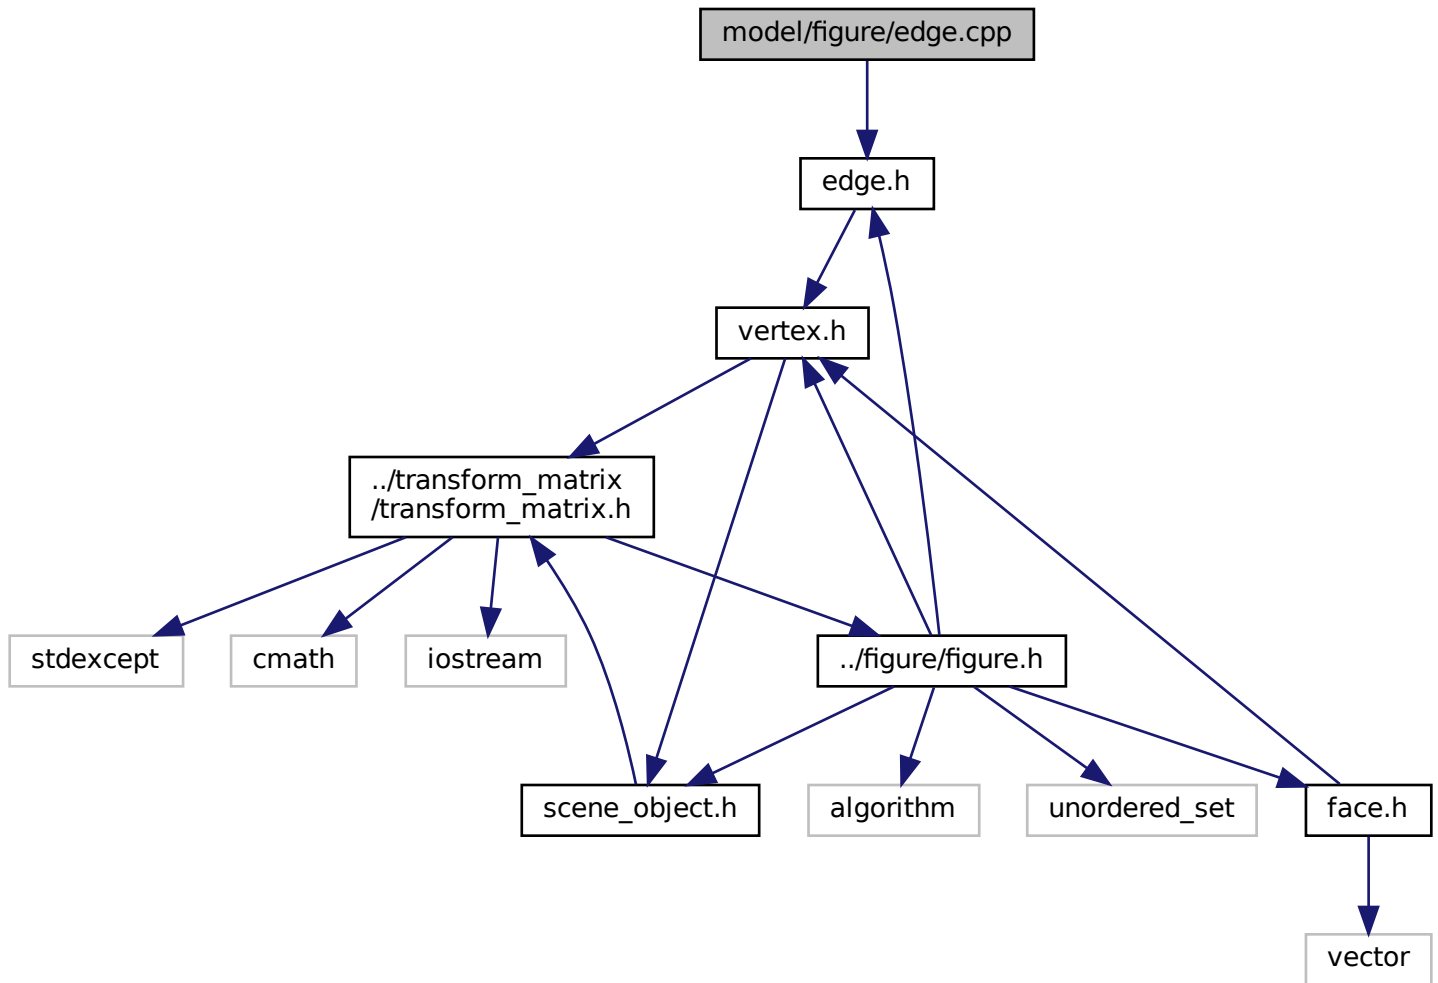 model/figure/edge.cpp
edge.h
vertex.h
../transform_matrix
/transform_matrix.h
stdexcept
cmath
iostream
../figure/figure.h
scene_object.h
algorithm
unordered_set
face.h
vector